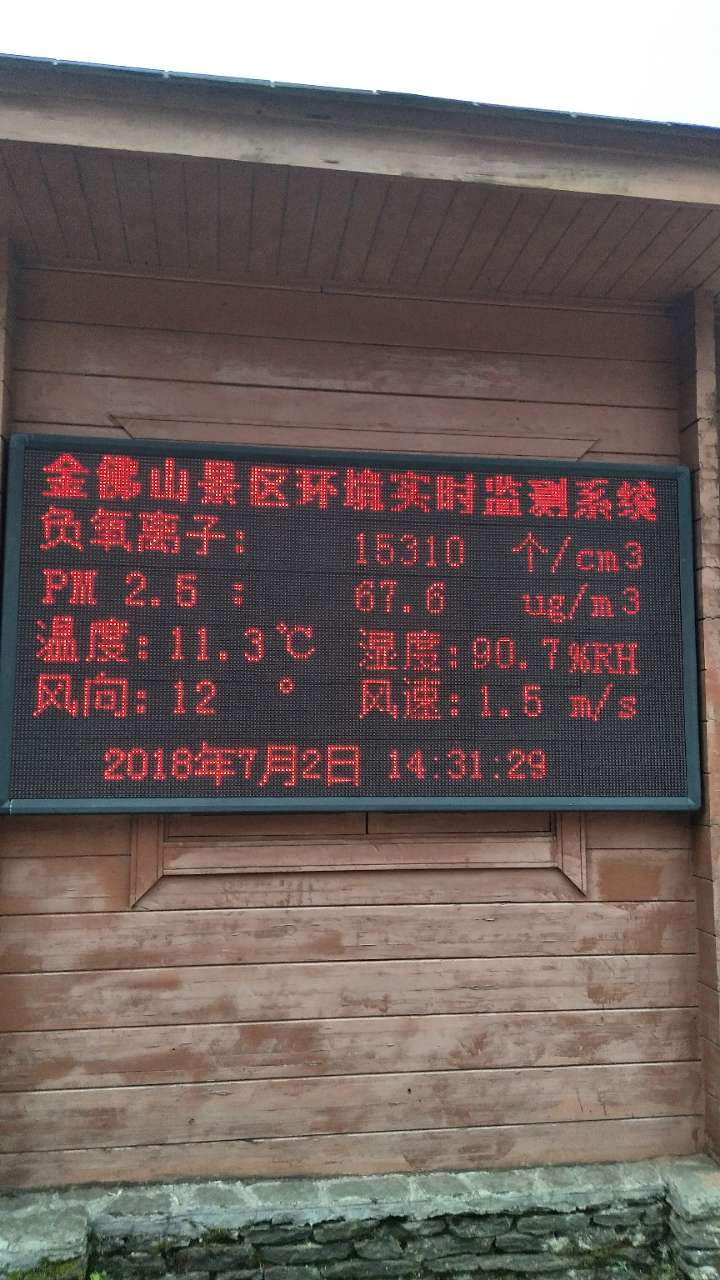 金佛山景区环境实时监测系统
负氧离子: 15310 个/cm3
PM 2.5 : 67.6 ug/m3
温度:11.3℃ 湿度:90.7%RH
风向:12 ° 风速:1.5 m/s
2018年7月2日 14:31:29